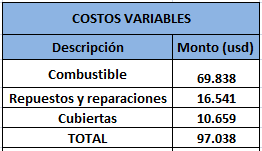 COSTOS VARIABLES
Descripción Monto (usd)
Combustible 69.838
Repuestos y reparaciones 16.541
Cubiertas 10.659
TOTAL 97.038